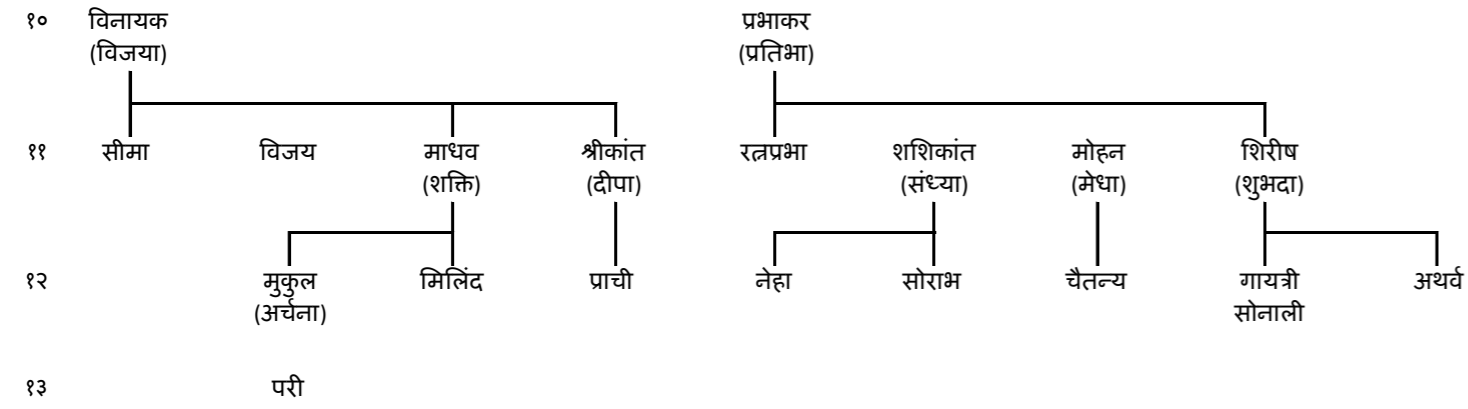 १० विनायक प्रभाकर
(विजया) (प्रतिभा)
११ सीमा विजय माधव श्रीकांत रत्नप्रभा शशिकांत मोहन शिरीष
(शक्ति) (दीपा) (संध्या) (मेधा) (शुभदा)
१२ मुकुल मिलिंद प्राची नेहा सोराभ चैतन्य गायत्री अथर्व
(अर्चना) सोनाली
१३ परी